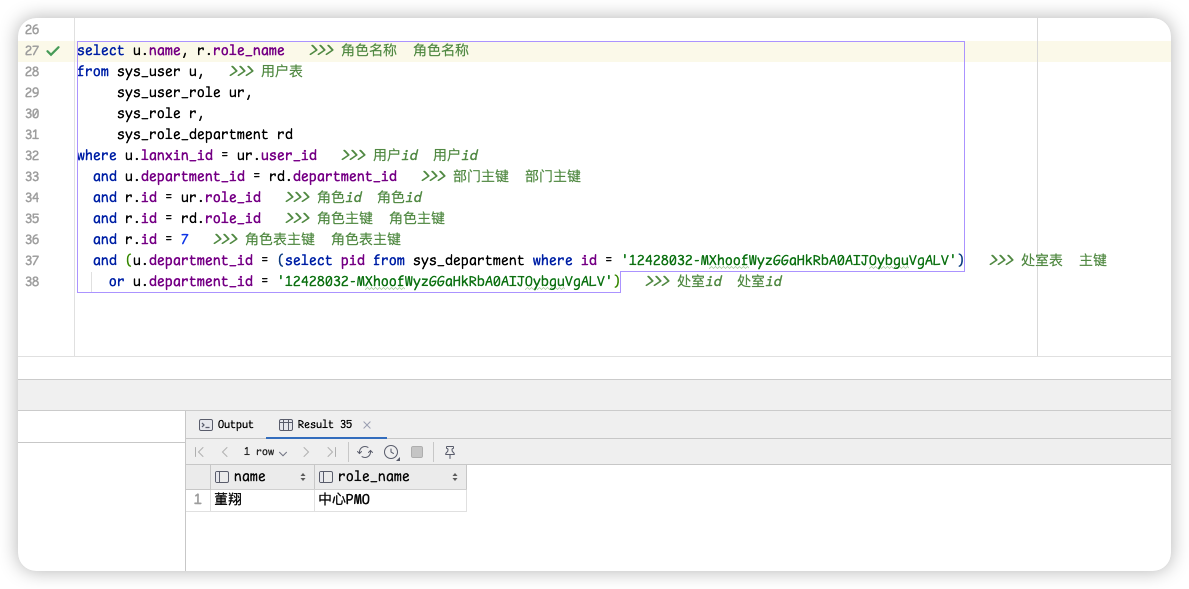 26
27 select u.name, r.role_name >>> 角色名称 角色名称
28 from sys_user u, >>> 用户表
29 sys_user_role ur,
30 sys_role r,
31 sys_role_department rd
32 where u.lanxin_id = ur.user_id >>> 用户id 用户id
33 and u.department_id = rd.department_id >>> 部门主键 部门主键
34 and r.id = ur.role_id >>> 角色id 角色id
35 and r.id = rd.role_id >>> 角色主键 角色主键
36 and r.id = 7 >>> 角色表主键 角色表主键
37 and (u.department_id = (select pid from sys_department where id = '12428032-MXhoofWyzGGaHkRbA0AIJOybguVgALV') >>> 处室表 主键
38 or u.department_id = '12428032-MXhoofWyzGGaHkRbA0AIJOybguVgALV') >>> 处室id 处室id
Output Result 35
1 row
name role_name
1 董翔 中心PMO